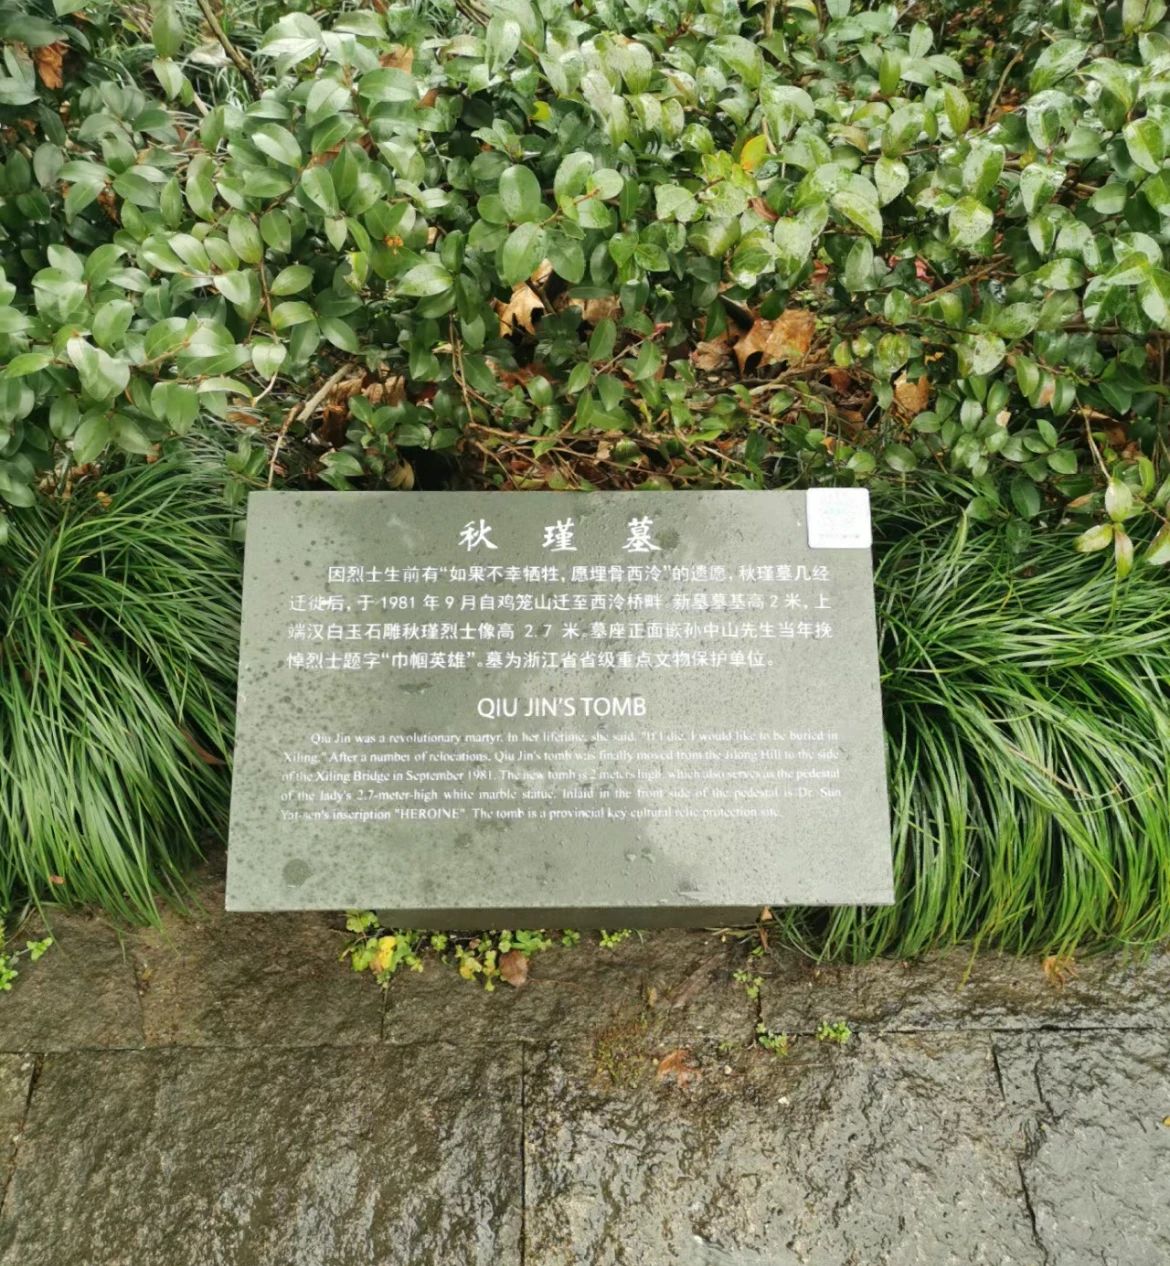 秋瑾墓
因烈士生前有“如果不幸牺牲，愿埋骨西泠”的遗愿，秋瑾墓几经
迁徙后，于 1981 年 9 月自鸡笼山迁至西泠桥畔。新墓墓基高 2 米，上
端汉白玉石雕秋瑾烈士像高 2.7 米。墓座正面嵌孙中山先生当年挽
悼烈士题字“巾帼英雄”。墓为浙江省省级重点文物保护单位。
QIU JIN'S TOMB
Qiu Jin was a revolutionary martyr. In her lifetime, she said, "If I die, I would like to be buried in
Xiling." After a number of relocations, Qiu Jin's tomb was finally moved from the Jilong Hill to the side
of the Xiling Bridge in September 1981. The new tomb is 2 meters high, which also serves as the pedestal
of the lady's 2.7-meter-high white marble statue. Inlaid in the front side of the pedestal is Dr. Sun
Yat-sen's inscription "HEROINE". The tomb is a provincial key cultural relic protection site.